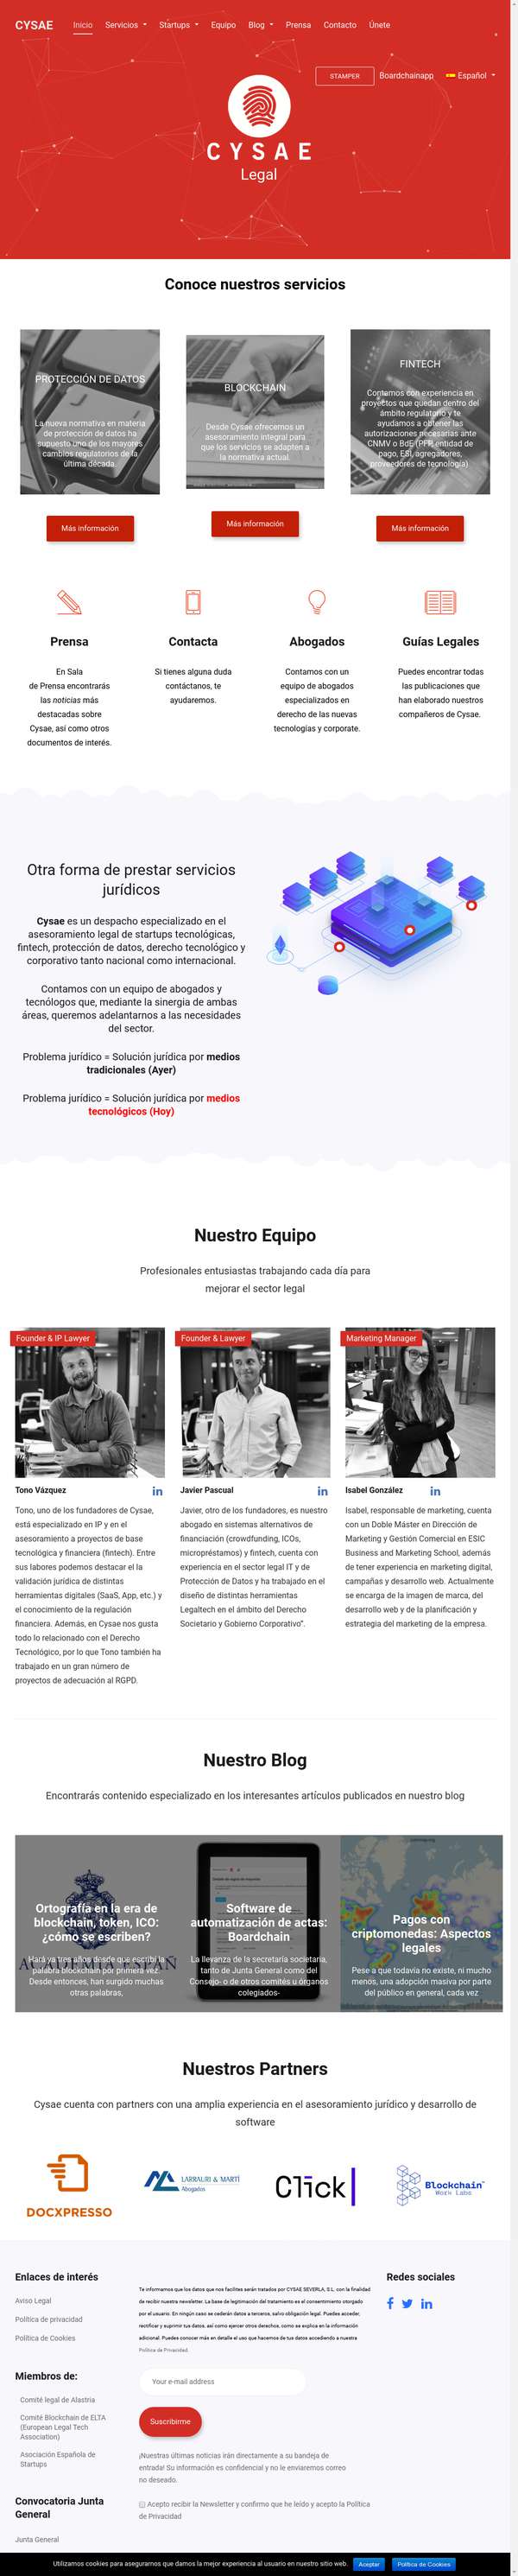 CYSAE
Inicio
Servicios
Startups
Equipo
Blog
Prensa
Contacto
Únete
STAMPER
Boardchainapp
Español
CYSAE
Legal
Conoce nuestros servicios
PROTECCIÓN DE DATOS
La nueva normativa en materia
de protección de datos ha
supuesto uno de los mayores
cambios regulatorios de la
última década.
Más información
BLOCKCHAIN
Desde Cysae ofrecemos un
asesoramiento integral para
que los servicios se adapten a
la normativa actual.
Más información
FINTECH
Contamos con experiencia en
proyectos que quedan dentro del
ámbito regulatorio y te
ayudamos a obtener las
autorizaciones necesarias ante
CNMV o BdE (PFP, entidad de
pago, ESI, agregadores,
proveedores de tecnología)
Más información
Prensa
En Sala
de Prensa encontrarás
las noticias más
destacadas sobre
Cysae, así como otros
documentos de interés.
Contacta
Si tienes alguna duda
contáctanos, te
ayudaremos.
Abogados
Contamos con un
equipo de abogados
especializados en
derecho de las nuevas
tecnologías y corporate.
Guías Legales
Puedes encontrar todas
las publicaciones que
han elaborado nuestros
compañeros de Cysae.
Otra forma de prestar servicios
jurídicos
Cysae es un despacho especializado en el
asesoramiento legal de startups tecnológicas,
fintech, protección de datos, derecho tecnológico y
corporativo tanto nacional como internacional.
Contamos con un equipo de abogados y
tecnólogos que, mediante la sinergia de ambas
áreas, queremos adelantarnos a las necesidades
del sector.
Problema jurídico = Solución jurídica por medios
tradicionales (Ayer)
Problema jurídico = Solución jurídica por medios
tecnológicos (Hoy)
Nuestro Equipo
Profesionales entusiastas trabajando cada día para
mejorar el sector legal
Founder & IP Lawyer
Tono Vázquez
Tono, uno de los fundadores de Cysae,
está especializado en IP y en el
asesoramiento a proyectos de base
tecnológica y financiera (fintech). Entre
sus labores podemos destacar el la
validación jurídica de distintas
herramientas digitales (SaaS, App, etc.) y
el conocimiento de la regulación
financiera. Además, en Cysae nos gusta
todo lo relacionado con el Derecho
Tecnológico, por lo que Tono también ha
trabajado en un gran número de
proyectos de adecuación al RGPD.
Founder & Lawyer
Javier Pascual
Javier, otro de los fundadores, es nuestro
abogado en sistemas alternativos de
financiación (crowdfunding, ICOs,
micropréstamos) y fintech, cuenta con
experiencia en el sector legal IT y de
Protección de Datos y ha trabajado en el
diseño de distintas herramientas
Legaltech en el ámbito del Derecho
Societario y Gobierno Corporativo".
Marketing Manager
Isabel González
Isabel, responsable de marketing, cuenta
con un Doble Máster en Dirección de
Marketing y Gestión Comercial en ESIC
Business and Marketing School, además
de tener experiencia en marketing digital,
campañas y desarrollo web. Actualmente
se encarga de la imagen de marca, del
desarrollo web y de la planificación y
estrategia del marketing de la empresa.
Nuestro Blog
Encontrarás contenido especializado en los interesantes artículos publicados en nuestro blog
Ortografía en la era de
blockchain, token, ICO:
¿cómo se escriben?
Hará ya tres años desde que escribí la
palabra blockchain por primera vez.
Desde entonces, han surgido muchas
otras palabras,
Software de
automatización de actas:
Boardchain
La llevanza de la secretaría societaria,
tanto de Junta General como del
Consejo- o de otros comités u órganos
colegiados-
Pagos con
criptomonedas: Aspectos
legales
Pese a que todavía no existe, ni mucho
menos, una adopción masiva por parte
del público en general, cada vez
Nuestros Partners
Cysae cuenta con partners con una amplia experiencia en el asesoramiento jurídico y desarrollo de
software
DOCXPRESSO
LARRAURI & MARTÍ
Abogados
Click
Blockchain
Work Labs
Enlaces de interés
Aviso Legal
Política de privacidad
Política de Cookies
Miembros de:
Comité legal de Alastria
Comité Blockchain de ELTA
(European Legal Tech
Association)
Asociación Española de
Startups
Convocatoria Junta
General
Junta General
Te informamos que los datos que nos facilites serán tratados por CYSAE SEVERLA, S.L. con la finalidad
de recibir nuestra newsletter. La base de legitimación del tratamiento es el consentimiento otorgado
por el usuario. En ningún caso se cederán datos a terceros, salvo obligación legal. Puedes acceder,
rectificar y suprimir tus datos, así como ejercer otros derechos, como se explica en la información
adicional. Puedes conocer más en detalle el uso que hacemos de tus datos accediendo a nuestra
Política de Privacidad.
Your e-mail address
Suscribirme
¡Nuestras últimas noticias irán directamente a su bandeja de
entrada! Su información es confidencial y no le enviaremos correo
no deseado.
Acepto recibir la Newsletter y confirmo que he leído y acepto la Política
de Privacidad
Redes sociales
Utilizamos cookies para asegurarnos que damos la mejor experiencia al usuario en nuestro sitio web.
Aceptar
Política de Cookies